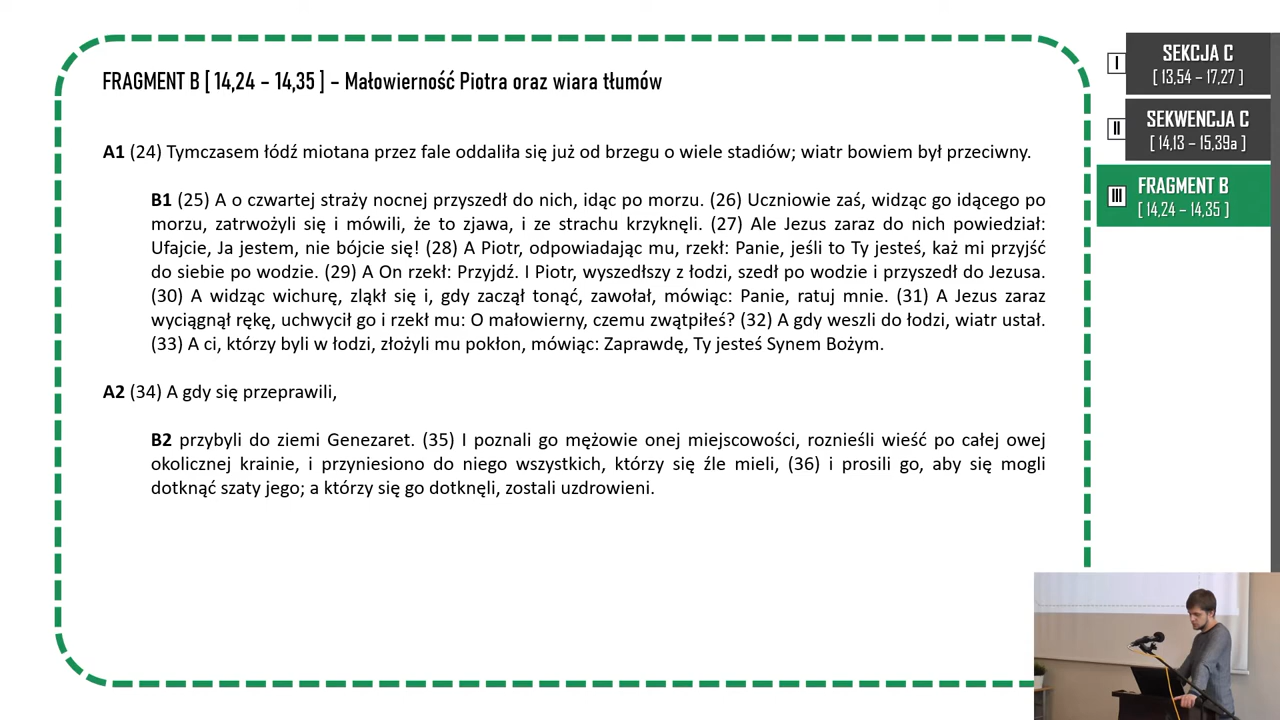 FRAGMENT B [ 14,24 – 14,35 ] – Małowierność Piotra oraz wiara tłumów
A1 (24) Tymczasem łódź miotana przez fale oddaliła się już od brzegu o wiele stadiów; wiatr bowiem był przeciwny.
B1 (25) A o czwartej straży nocnej przyszedł do nich, idąc po morzu. (26) Uczniowie zaś, widząc go idącego po
morzu, zatrwożyli się i mówili, że to zjawa, i ze strachu krzyknęli. (27) Ale Jezus zaraz do nich powiedział:
Ufajcie, Ja jestem, nie bójcie się! (28) A Piotr, odpowiadając mu, rzekł: Panie, jeśli to Ty jesteś, każ mi przyjść
do siebie po wodzie. (29) A On rzekł: Przyjdź. I Piotr, wyszedłszy z łodzi, szedł po wodzie i przyszedł do Jezusa.
(30) A widząc wichurę, zląkł się i, gdy zaczął tonąć, zawołał, mówiąc: Panie, ratuj mnie. (31) A Jezus zaraz
wyciągnął rękę, uchwycił go i rzekł mu: O małowierny, czemu zwątpiłeś? (32) A gdy weszli do łodzi, wiatr ustał.
(33) A ci, którzy byli w łodzi, złożyli mu pokłon, mówiąc: Zaprawdę, Ty jesteś Synem Bożym.
A2 (34) A gdy się przeprawili,
B2 przybyli do ziemi Genezaret. (35) I poznali go mężowie onej miejscowości, roznieśli wieść po całej owej
okolicznej krainie, i przyniesiono do niego wszystkich, którzy się źle mieli, (36) i prosili go, aby się mogli
dotknąć szaty jego; a którzy się go dotknęli, zostali uzdrowieni.
I
SEKCJA C
[ 13,54 – 17,27 ]
II
SEKWENCJA C
[ 14,13 – 15,39a ]
III
FRAGMENT B
[ 14,24 – 14,35 ]